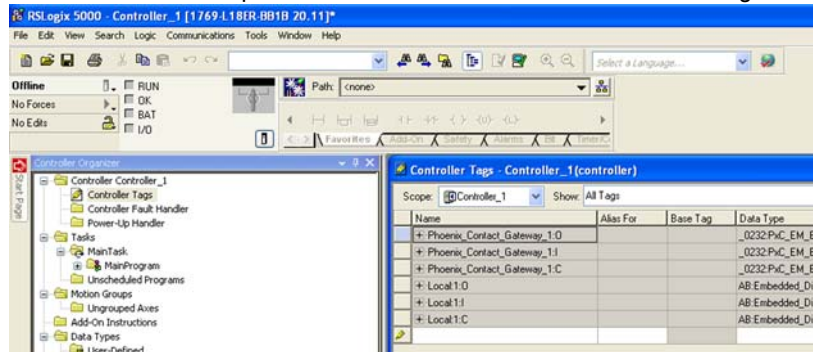 RSLogix 5000 - Controller_1 [1769-L18ER-BB1B 20.11]*
File Edit View Search Logic Communications Tools Window Help
Select a Language...
Offline
RUN
Path: <none>
No Forces
OK
No Edits
BAT
I/O
Favorites Add-On Safety Alarms Bit
Start Page
Controller Organizer
Controller Controller_1
Controller Tags
Controller Fault Handler
Power-Up Handler
Tasks
MainTask
MainProgram
Unscheduled Programs
Motion Groups
Ungrouped Axes
Add-On Instructions
Data Types
User-Defined
Controller Tags - Controller_1(controller)
Scope: Controller_1 Show: All Tags
Name Alias For Base Tag Data Type
Phoenix_Contact_Gateway_1:O _0232:PxC_EM_E
Phoenix_Contact_Gateway_1:I _0232:PxC_EM_E
Phoenix_Contact_Gateway_1:C _0232:PxC_EM_E
Local:1:O AB:Embedded_Di
Local:1:I AB:Embedded_Di
Local:1:C AB:Embedded_Di